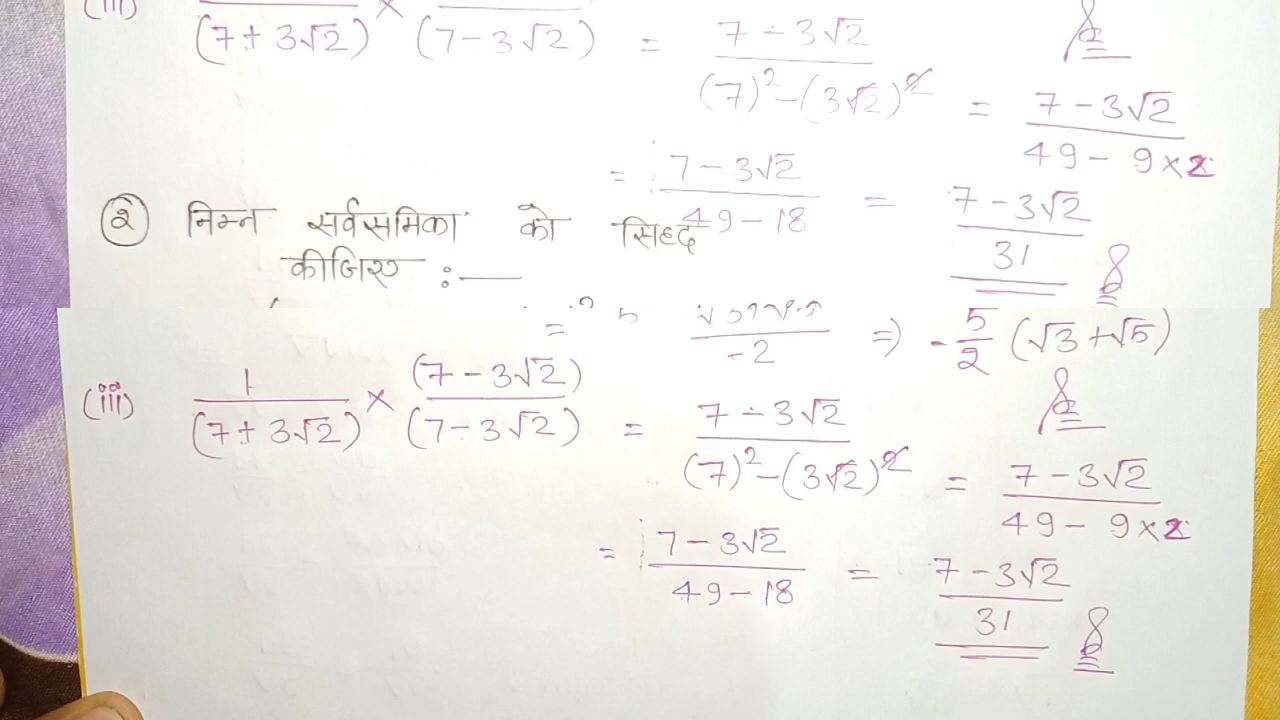 (iii)
(7+3√2) × (7-3√2) = 7-3√2
(7)²-(3√2)² = 7-3√2
49-9×2
= 7-3√2 = 7-3√2
49-18
31
(२) निम्न सर्वसमिका को सिध्द
कीजिए :—
=
-2 => -5/2 (√3+√5)
(iii) 1/(7+3√2) × (7-3√2)/(7-3√2) = 7-3√2
(7)²-(3√2)² = 7-3√2
49-9×2
= 7-3√2 = 7-3√2
49-18
31